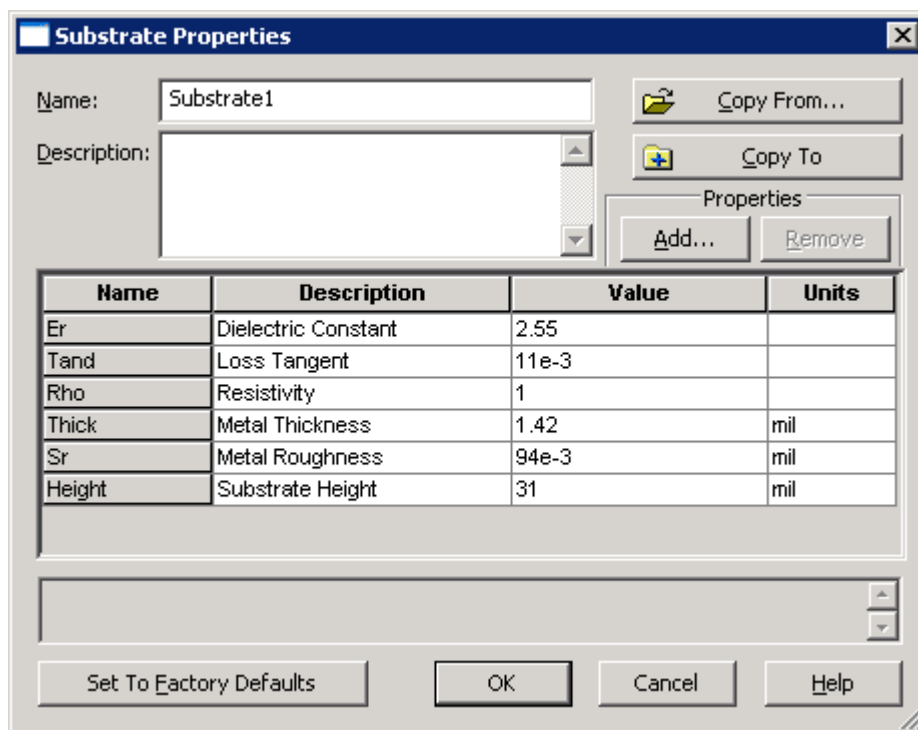 Substrate Properties
Name:
Substrate1
Copy From...
Description:
Copy To
Properties
Add...
Remove
Name Description Value Units
Er Dielectric Constant 2.55
Tand Loss Tangent 11e-3
Rho Resistivity 1
Thick Metal Thickness 1.42 mil
Sr Metal Roughness 94e-3 mil
Height Substrate Height 31 mil
Set To Factory Defaults
OK
Cancel
Help